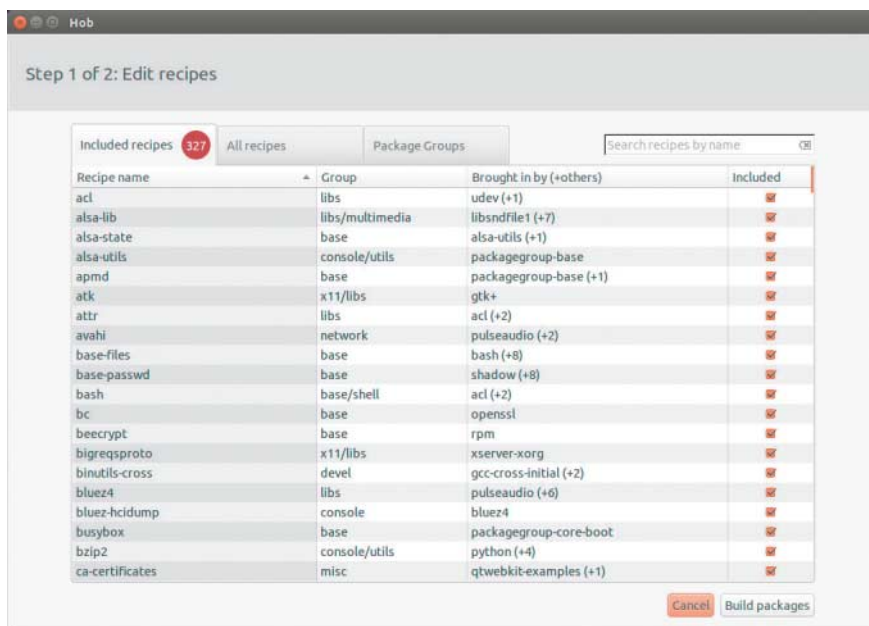 Hob
Step 1 of 2: Edit recipes
Included recipes 327 All recipes Package Groups Search recipes by name
Recipe name Group Brought in by (+others) Included
acl libs udev (+1)
alsa-lib libs/multimedia libsndfile1 (+7)
alsa-state base alsa-utils (+1)
alsa-utils console/utils packagegroup-base
apmd base packagegroup-base (+1)
atk x11/libs gtk+
attr libs acl (+2)
avahi network pulseaudio (+2)
base-files base bash (+8)
base-passwd base shadow (+8)
bash base/shell acl (+2)
bc base openssl
beecrypt base rpm
bigreqsproto x11/libs xserver-xorg
binutils-cross devel gcc-cross-initial (+2)
bluez4 libs pulseaudio (+6)
bluez-hcidump console bluez4
busybox base packagegroup-core-boot
bzip2 console/utils python (+4)
ca-certificates misc qtwebkit-examples (+1)
Cancel Build packages